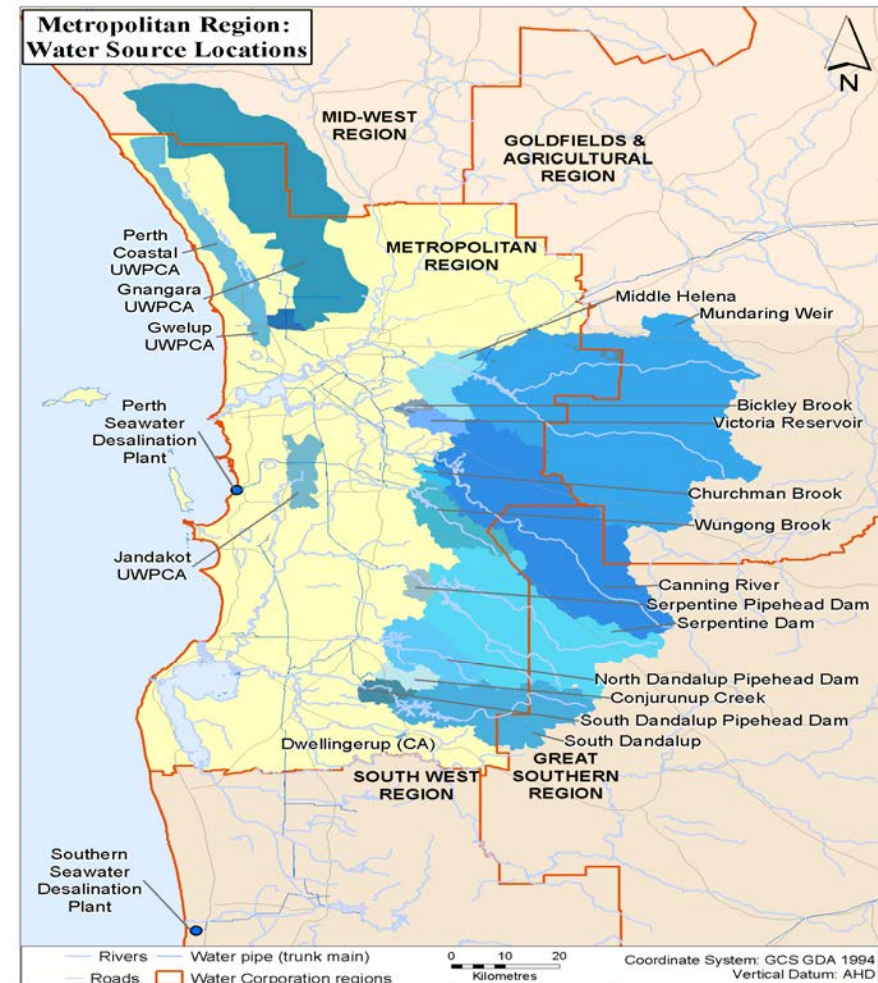 Metropolitan Region:
Water Source Locations
N
MID-WEST
REGION
GOLDFIELDS &
AGRICULTURAL
REGION
METROPOLITAN
REGION
Perth
Coastal
UWPCA
Gnangara
UWPCA
Gwelup
UWPCA
Middle Helena
Mundaring Weir
Perth
Seawater
Desalination
Plant
Bickley Brook
Victoria Reservoir
Churchman Brook
Wungong Brook
Jandakot
UWPCA
Canning River
Serpentine Pipehead Dam
Serpentine Dam
North Dandalup Pipehead Dam
Conjurunup Creek
South Dandalup Pipehead Dam
South Dandalup
Dwellingerup (CA)
SOUTH WEST
REGION
GREAT
SOUTHERN
REGION
Southern
Seawater
Desalination
Plant
Rivers
Water pipe (trunk main)
Roads
Water Corporation regions
0 10 20
Kilometres
Coordinate System: GCS GDA 1994
Vertical Datum: AHD